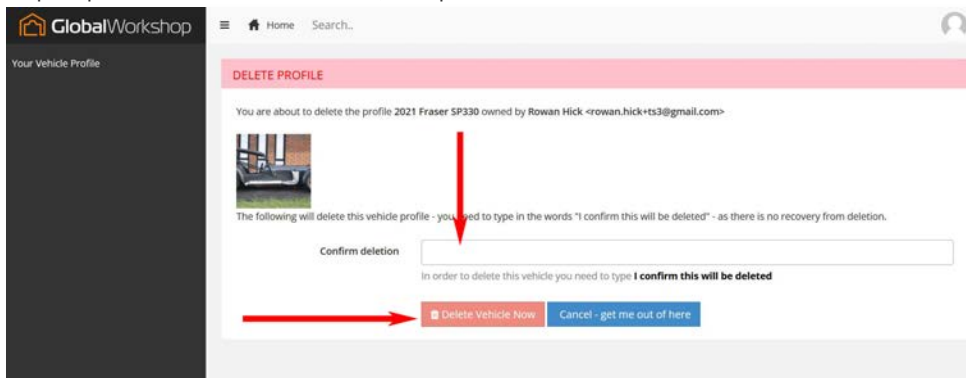 GlobalWorkshop
Home Search..
Your Vehicle Profile
DELETE PROFILE
You are about to delete the profile 2021 Fraser SP330 owned by Rowan Hick <rowan.hick+ts3@gmail.com>
The following will delete this vehicle profile - you need to type in the words "I confirm this will be deleted" - as there is no recovery from deletion.
Confirm deletion
In order to delete this vehicle you need to type I confirm this will be deleted
Delete Vehicle Now Cancel - get me out of here